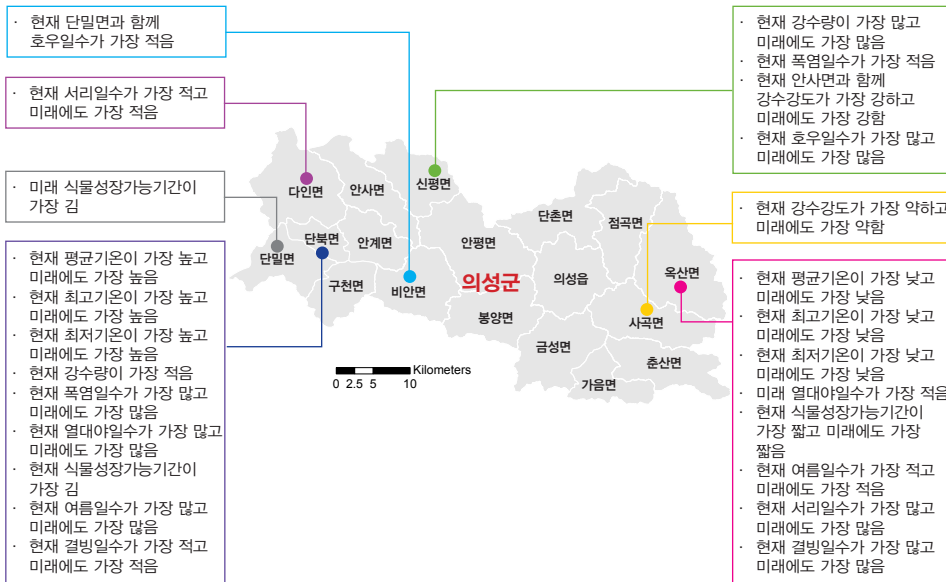 · 현재 단밀면과 함께
호우일수가 가장 적음
· 현재 서리일수가 가장 적고
미래에도 가장 적음
· 미래 식물성장가능기간이
가장 김
· 현재 평균기온이 가장 높고
미래에도 가장 높음
· 현재 최고기온이 가장 높고
미래에도 가장 높음
· 현재 최저기온이 가장 높고
미래에도 가장 높음
· 현재 강수량이 가장 적음
· 현재 폭염일수가 가장 많고
미래에도 가장 많음
· 현재 열대야일수가 가장 많고
미래에도 가장 많음
· 현재 식물성장가능기간이
가장 김
· 현재 여름일수가 가장 많고
미래에도 가장 많음
· 현재 결빙일수가 가장 적고
미래에도 가장 적음
다인면
안사면
신평면
단촌면
점곡면
단북면
안계면
안평면
단밀면
구천면
비안면
의성군
의성읍
옥산면
봉양면
사곡면
금성면
춘산면
가음면
Kilometers
0 2.5 5 10
· 현재 강수량이 가장 많고
미래에도 가장 많음
· 현재 폭염일수가 가장 적음
· 현재 안사면과 함께
강수강도가 가장 강하고
미래에도 가장 강함
· 현재 호우일수가 가장 많고
미래에도 가장 많음
· 현재 강수강도가 가장 약하고
미래에도 가장 약함
· 현재 평균기온이 가장 낮고
미래에도 가장 낮음
· 현재 최고기온이 가장 낮고
미래에도 가장 낮음
· 현재 최저기온이 가장 낮고
미래에도 가장 낮음
· 미래 열대야일수가 가장 적음
· 현재 식물성장가능기간이
가장 짧고 미래에도 가장
짧음
· 현재 여름일수가 가장 적고
미래에도 가장 적음
· 현재 서리일수가 가장 많고
미래에도 가장 많음
· 현재 결빙일수가 가장 많고
미래에도 가장 많음